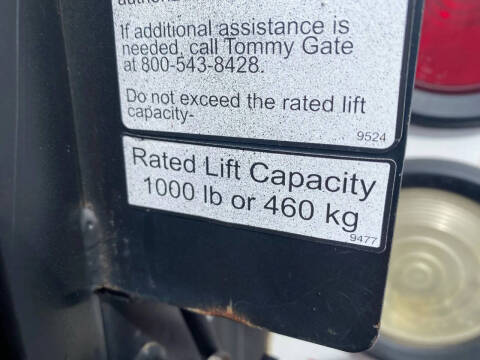 If additional assistance is
needed, call Tommy Gate
at 800-543-8428.
Do not exceed the rated lift
capacity-
9524
Rated Lift Capacity
1000 lb or 460 kg
9477